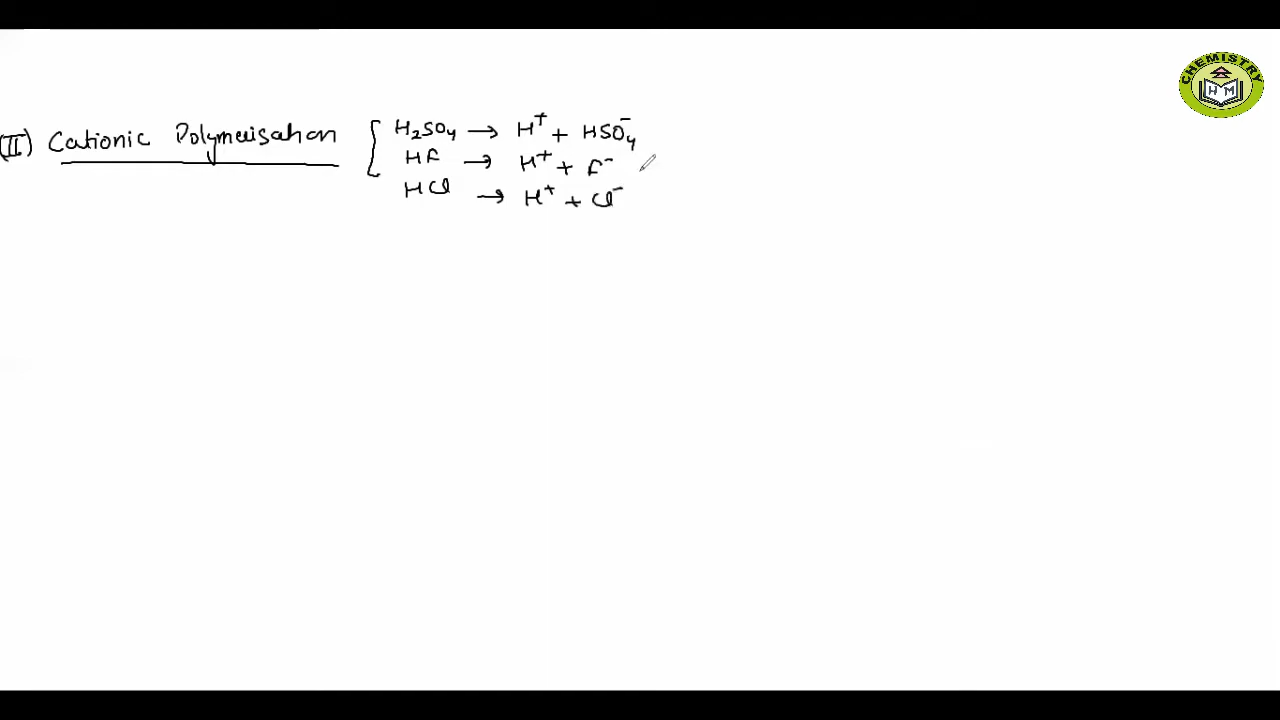 (II) Cationic Polymerisation
H₂SO₄ → H⁺ + HSO₄⁻
HF → H⁺ + F⁻
HCl → H⁺ + Cl⁻
CHEMISTRY
H M